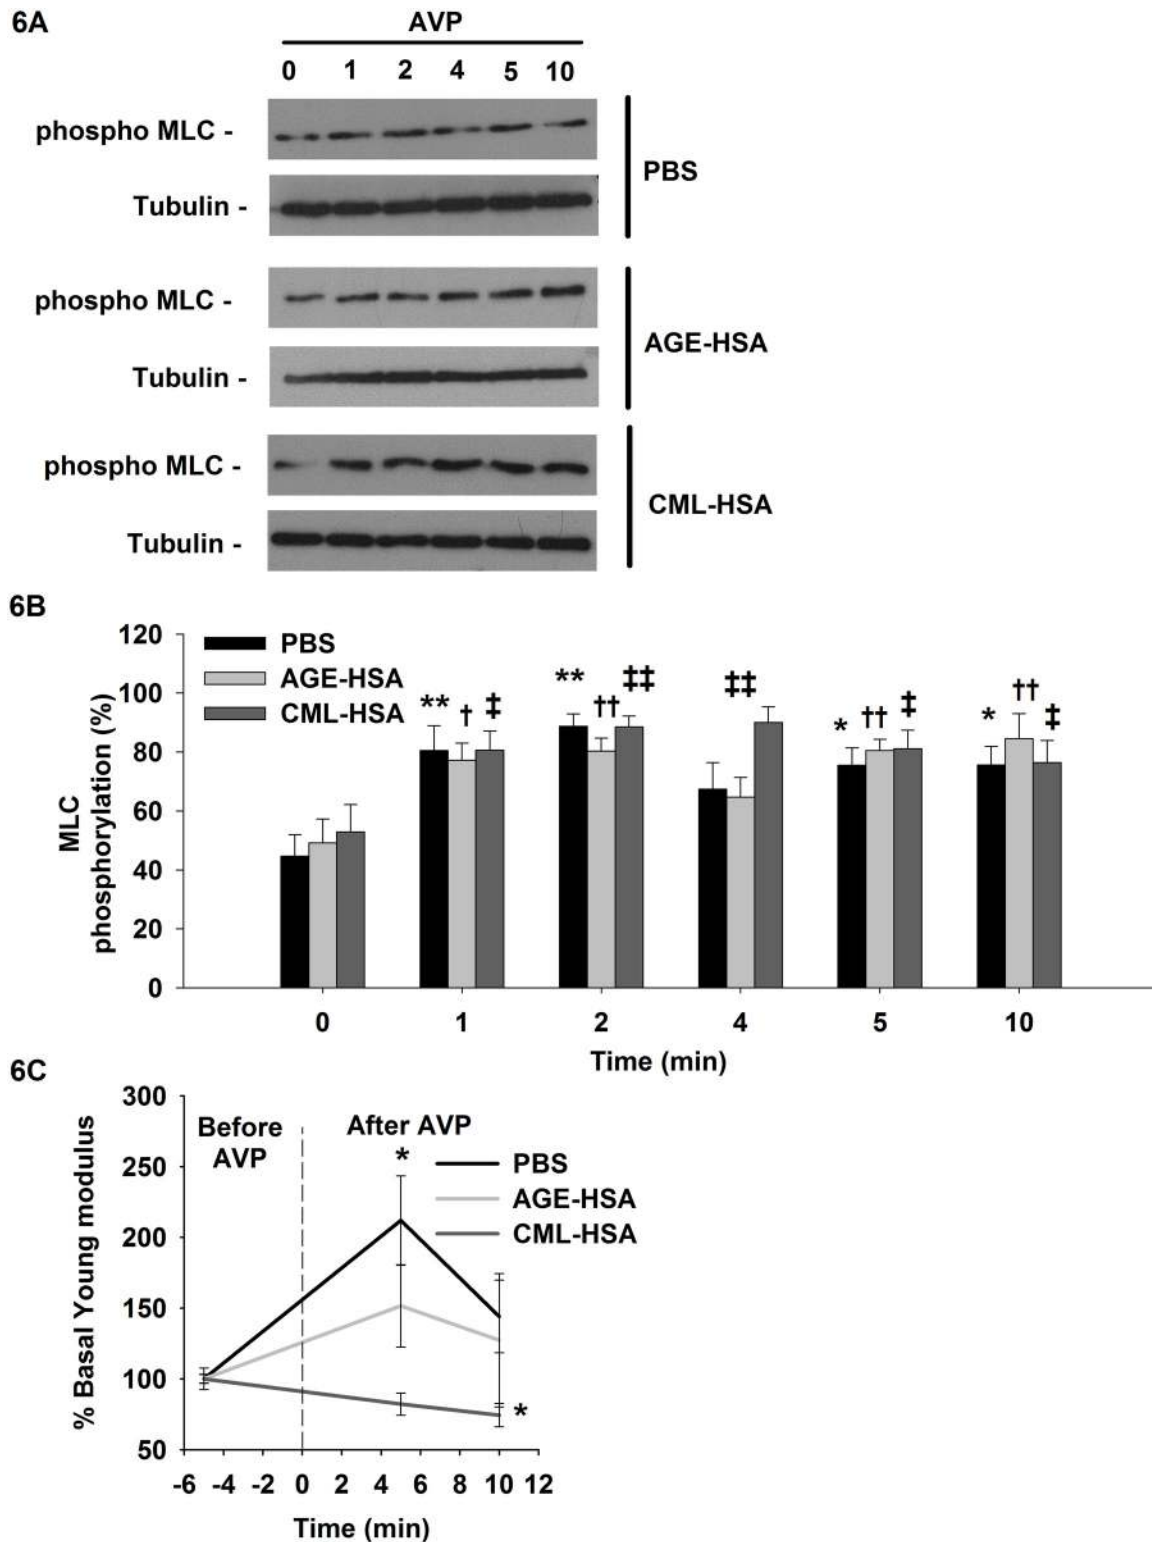 6A
AVP
0 1 2 4 5 10
phospho MLC -
Tubulin -
PBS
phospho MLC -
Tubulin -
AGE-HSA
phospho MLC -
Tubulin -
CML-HSA
6B
MLC
phosphorylation (%)
120
100
80
60
40
20
0
PBS
AGE-HSA
CML-HSA
** † ‡
** †† ‡‡
‡‡
* †† ‡
* †† ‡
0 1 2 4 5 10
Time (min)
6C
% Basal Young modulus
300
250
200
150
100
50
Before
AVP
After AVP
*
PBS
AGE-HSA
CML-HSA
*
-6 -4 -2 0 2 4 6 8 10 12
Time (min)